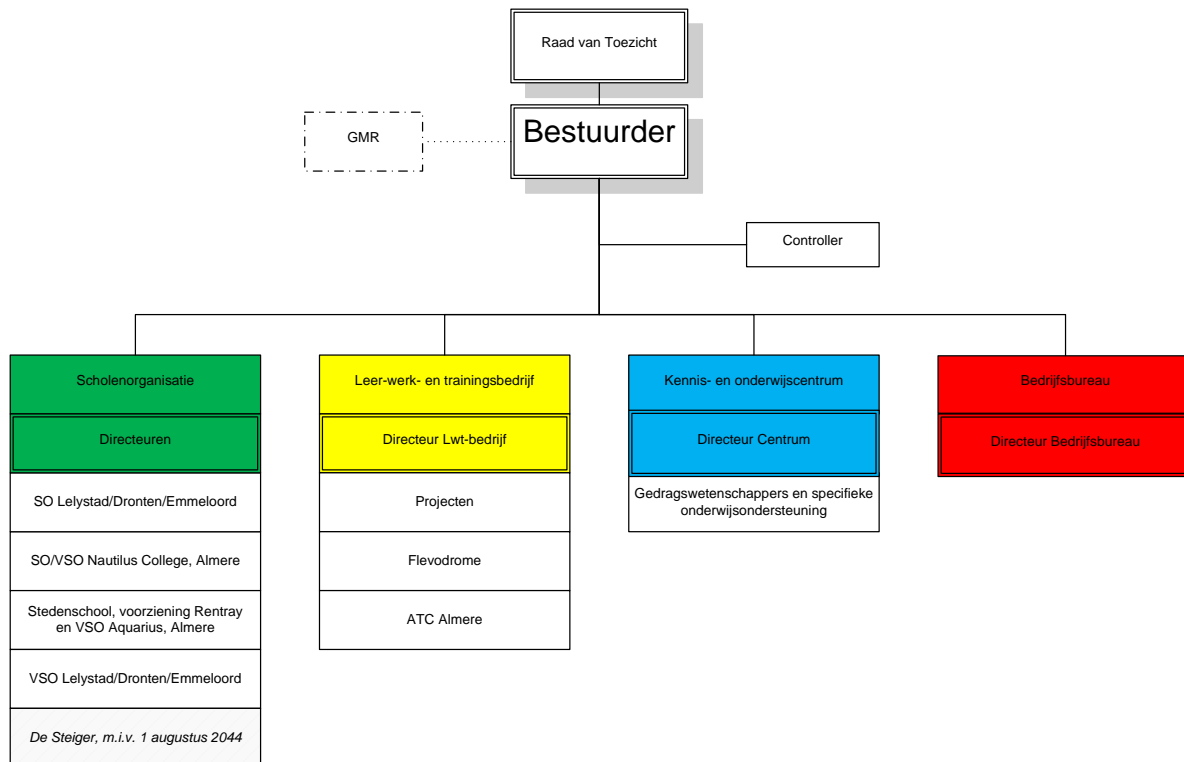 Raad van Toezicht
GMR
Bestuurder
Controller
Scholenorganisatie
Directeuren
SO Lelystad/Dronten/Emmeloord
SO/VSO Nautilus College, Almere
Stedenschool, voorziening Rentray
en VSO Aquarius, Almere
VSO Lelystad/Dronten/Emmeloord
De Steiger, m.i.v. 1 augustus 2044
Leer-werk- en trainingsbedrijf
Directeur Lwt-bedrijf
Projecten
Flevodrome
ATC Almere
Kennis- en onderwijscentrum
Directeur Centrum
Gedragswetenschappers en specifieke
onderwijsondersteuning
Bedrijfsbureau
Directeur Bedrijfsbureau